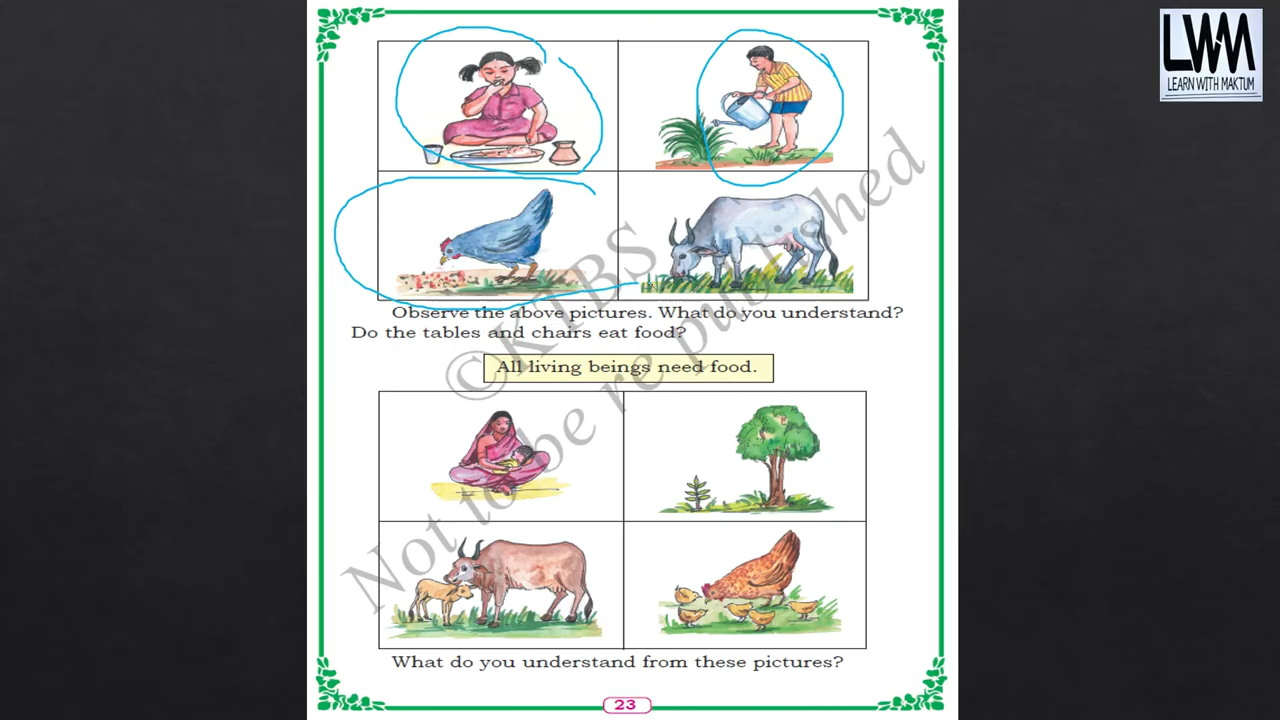 LWM
LEARN WITH MAKTUM
Observe the above pictures. What do you understand?
Do the tables and chairs eat food?
All living beings need food.
What do you understand from these pictures?
©KTBS
Not to be re published
23